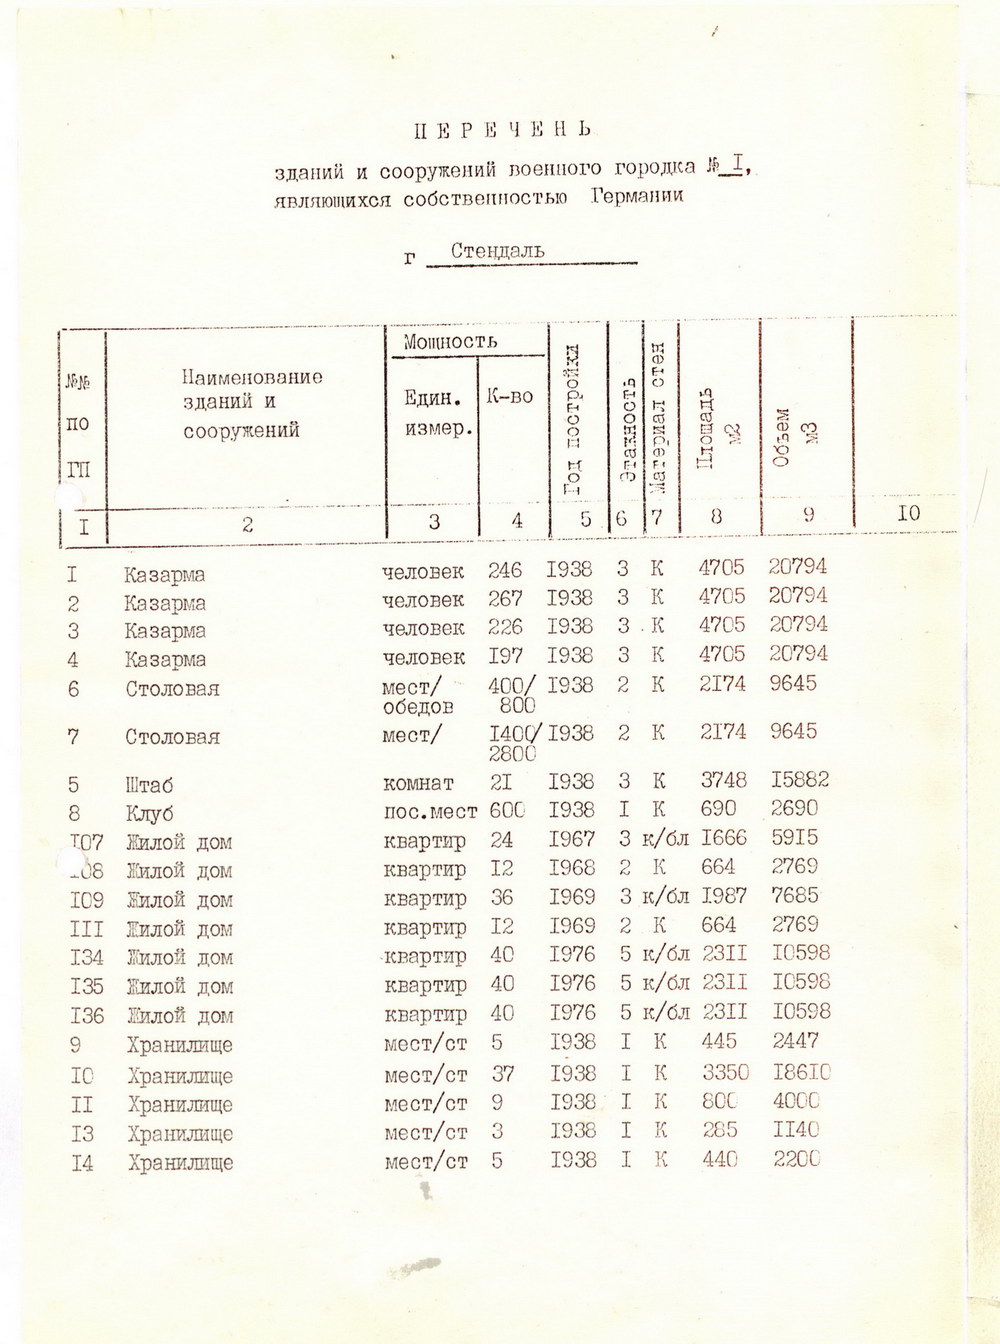 П Е Р Е Ч Е Н Ь
зданий и сооружений военного городка № I,
являющихся собственностью Германии
г Стендаль
№№ по ГП
Наименование зданий и сооружений
Мощность
Един. измер.
К-во
Год постройки
Этажность
Материал стен
Площадь м2
Объем м3
I 2 3 4 5 6 7 8 9 IO
I Казарма человек 246 I938 3 К 4705 20794
2 Казарма человек 267 I938 3 К 4705 20794
3 Казарма человек 226 I938 3 К 4705 20794
4 Казарма человек I97 I938 3 К 4705 20794
6 Столовая мест/ 400/ I938 2 К 2I74 9645
обедов 800
7 Столовая мест/ I400/ I938 2 К 2I74 9645
2800
5 Штаб комнат 2I I938 3 К 3748 I5882
8 Клуб пос.мест 600 I938 I К 690 2690
I07 Жилой дом квартир 24 I967 3 к/бл I666 59I5
I08 Жилой дом квартир I2 I968 2 К 664 2769
I09 Жилой дом квартир 36 I969 3 к/бл I987 7685
III Жилой дом квартир I2 I969 2 К 664 2769
I34 Жилой дом квартир 40 I976 5 к/бл 23II I0598
I35 Жилой дом квартир 40 I976 5 к/бл 23II I0598
I36 Жилой дом квартир 40 I976 5 к/бл 23II I0598
9 Хранилище мест/ст 5 I938 I К 445 2447
I0 Хранилище мест/ст 37 I938 I К 3350 I86I0
II Хранилище мест/ст 9 I938 I К 800 4000
I3 Хранилище мест/ст 3 I938 I К 285 II40
I4 Хранилище мест/ст 5 I938 I К 440 2200